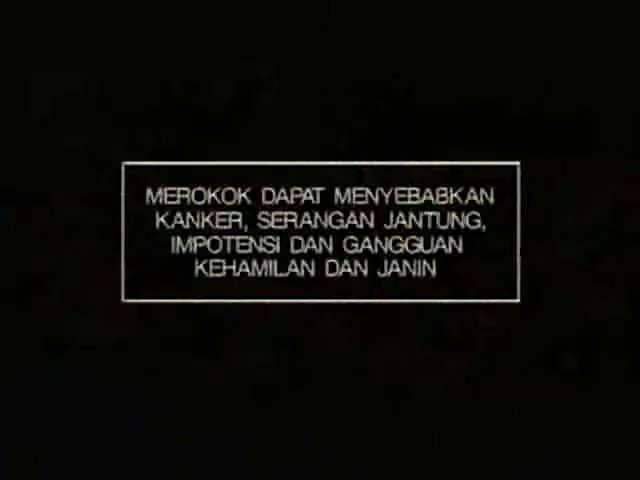 MEROKOK DAPAT MENYEBABKAN
KANKER, SERANGAN JANTUNG,
IMPOTENSI DAN GANGGUAN
KEHAMILAN DAN JANIN